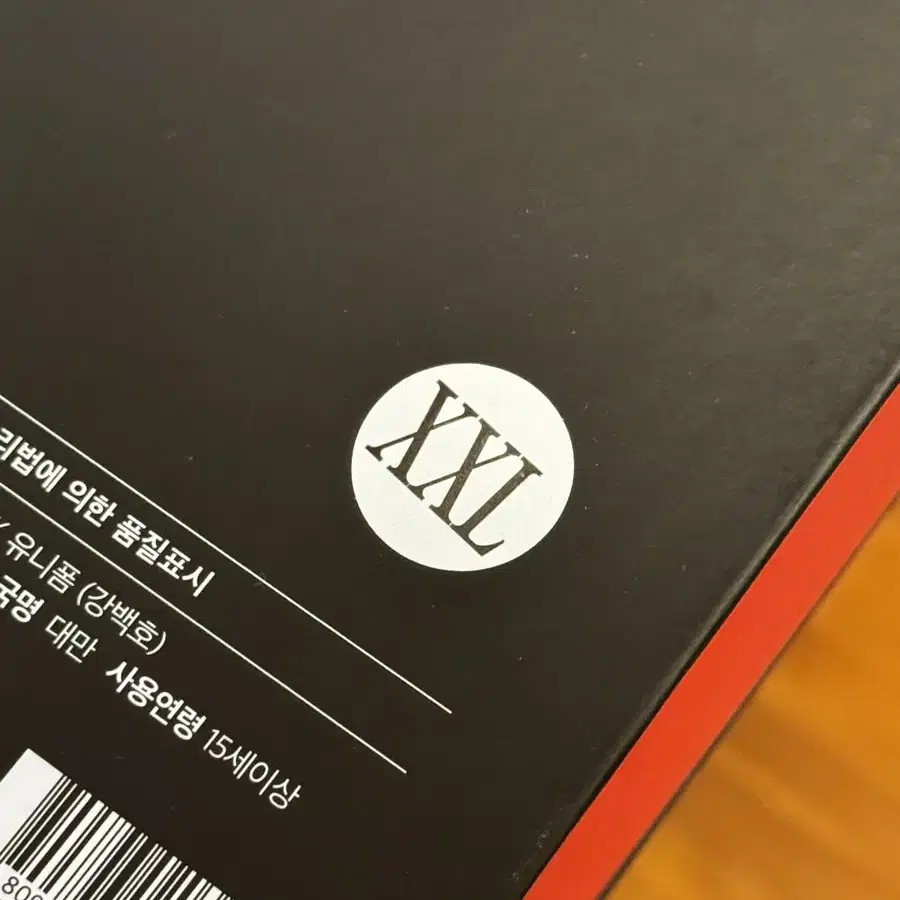 XXL
리법에 의한 품질표시
유니폼 (강백호)
국명 대만 사용연령 15세이상